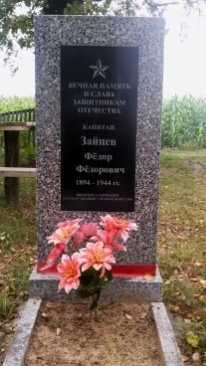 ВЕЧНАЯ ПАМЯТЬ
И СЛАВА
ЗАЩИТНИКАМ
ОТЕЧЕСТВА
КАПИТАН
Зайцев
Фёдор
Фёдорович
1894 – 1944 гг.